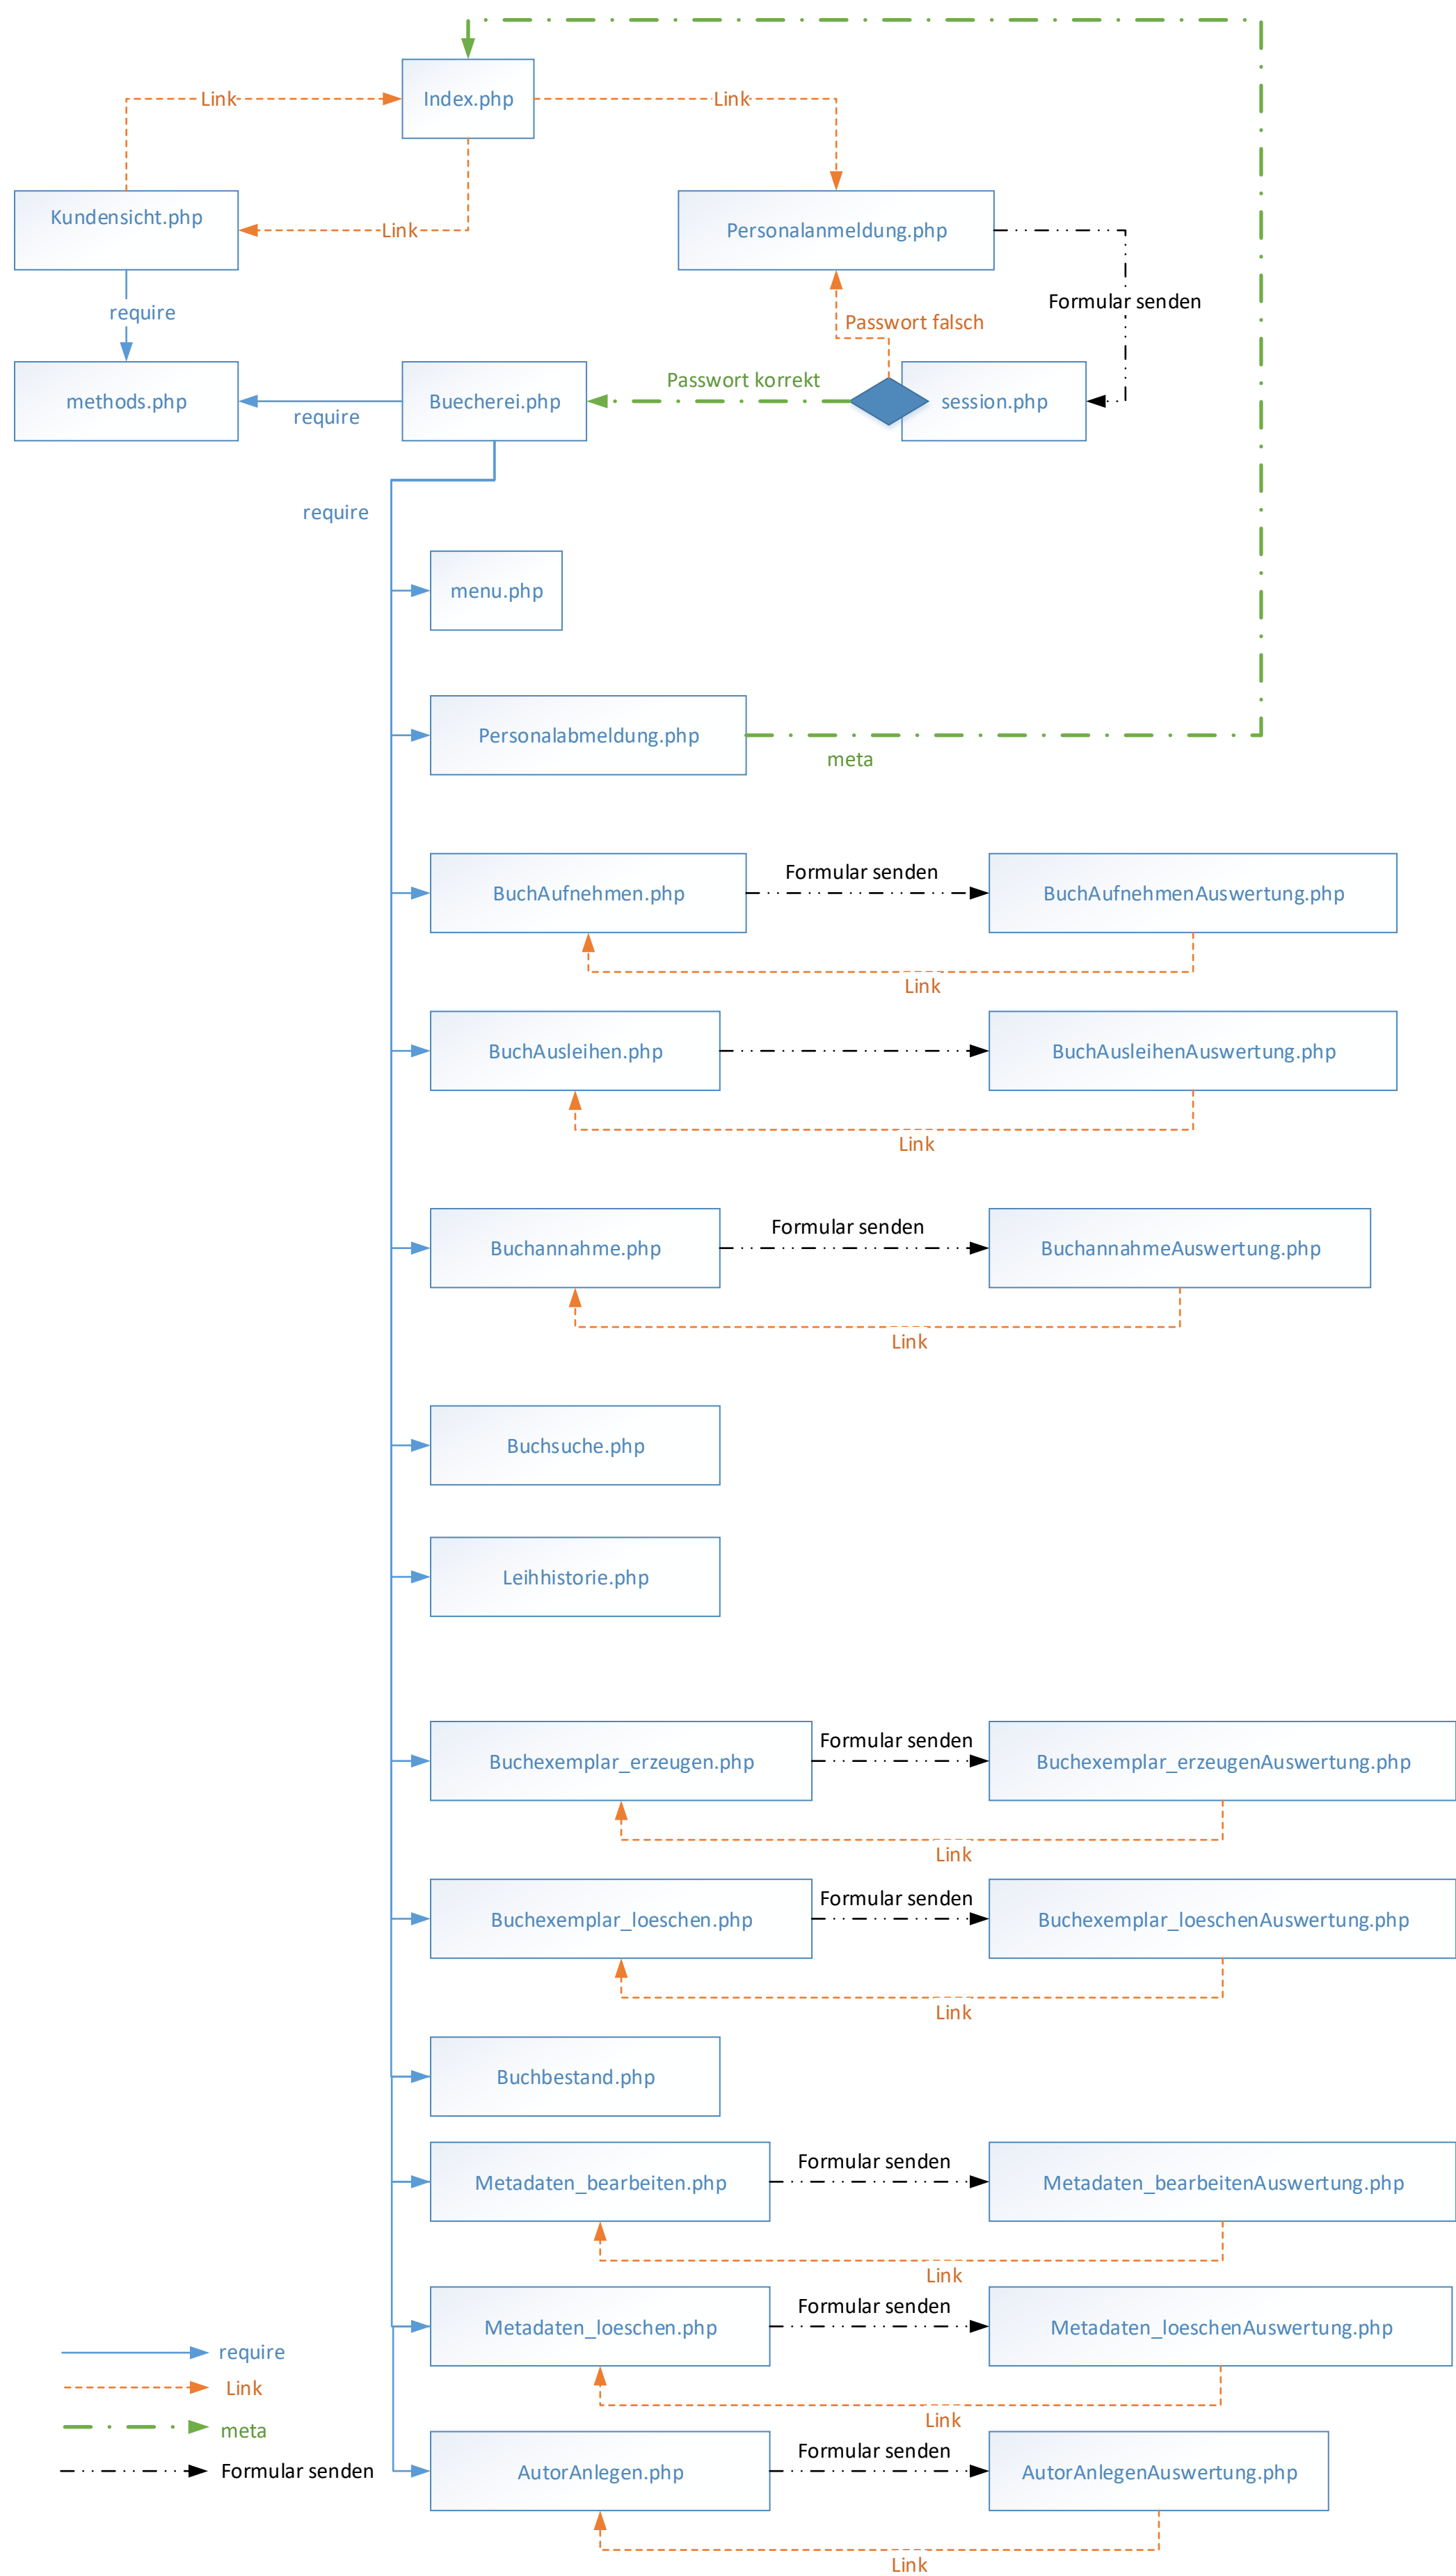 Index.php
Link
Link
Kundensicht.php
Link
Personalanmeldung.php
Formular senden
require
Passwort falsch
Passwort korrekt
methods.php
require
Buecherei.php
session.php
require
menu.php
Personalabmeldung.php
meta
Formular senden
BuchAufnehmen.php
BuchAufnehmenAuswertung.php
Link
BuchAusleihen.php
BuchAusleihenAuswertung.php
Link
Formular senden
Buchannahme.php
BuchannahmeAuswertung.php
Link
Buchsuche.php
Leihhistorie.php
Formular senden
Buchexemplar_erzeugen.php
Buchexemplar_erzeugenAuswertung.php
Link
Formular senden
Buchexemplar_loeschen.php
Buchexemplar_loeschenAuswertung.php
Link
Buchbestand.php
Formular senden
Metadaten_bearbeiten.php
Metadaten_bearbeitenAuswertung.php
Link
Formular senden
Metadaten_loeschen.php
Metadaten_loeschenAuswertung.php
Link
Formular senden
AutorAnlegen.php
AutorAnlegenAuswertung.php
Link
require
Link
meta
Formular senden